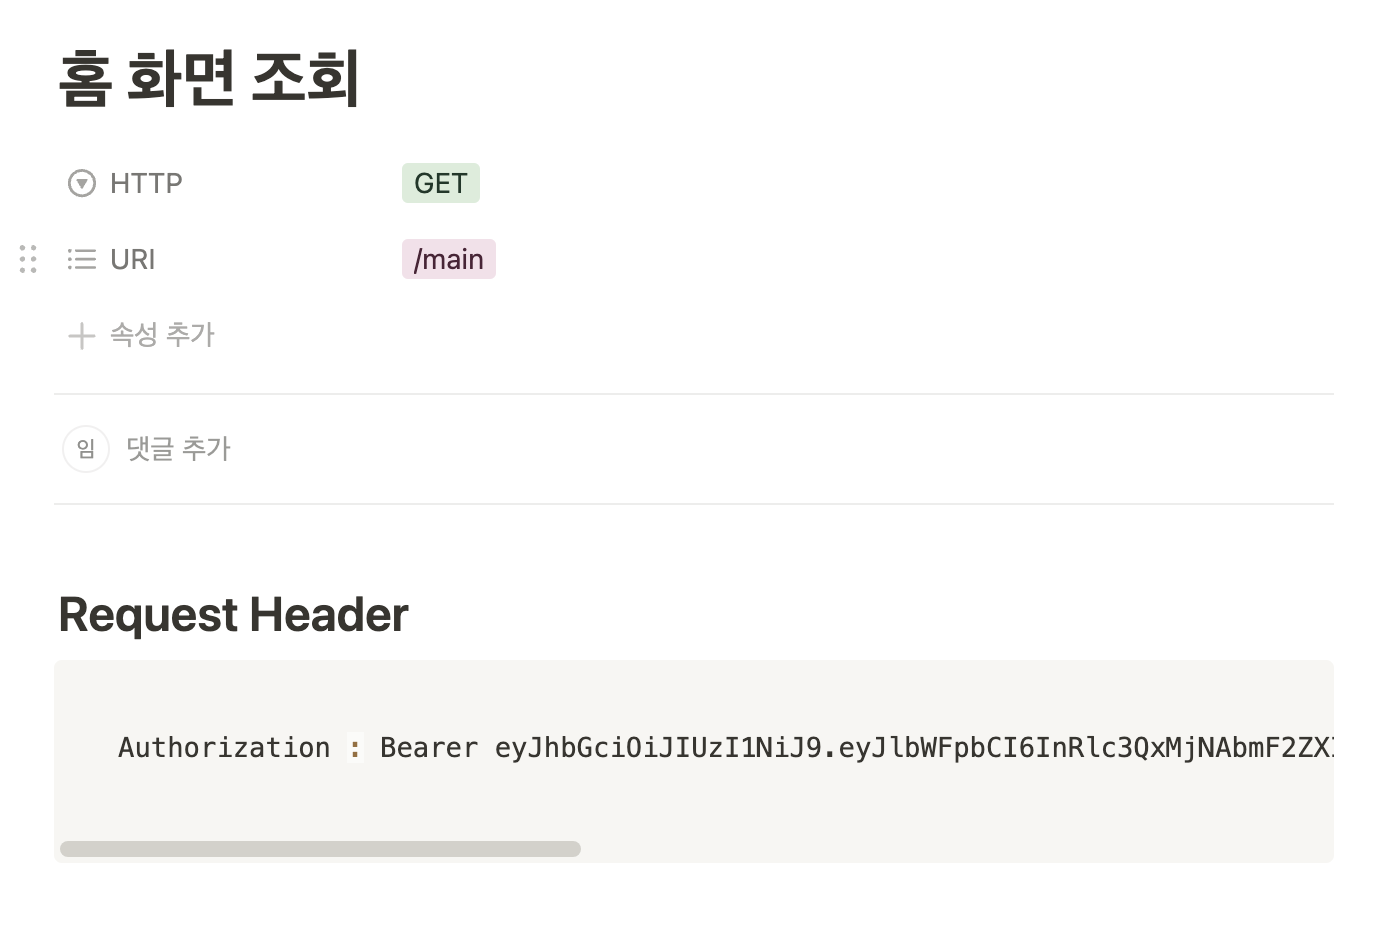 홈 화면 조회
HTTP GET
URI /main
속성 추가
임 댓글 추가
Request Header
Authorization : Bearer eyJhbGciOiJIUzI1NiJ9.eyJlbWFpbCI6InRlc3QxMjNAbmF2ZX